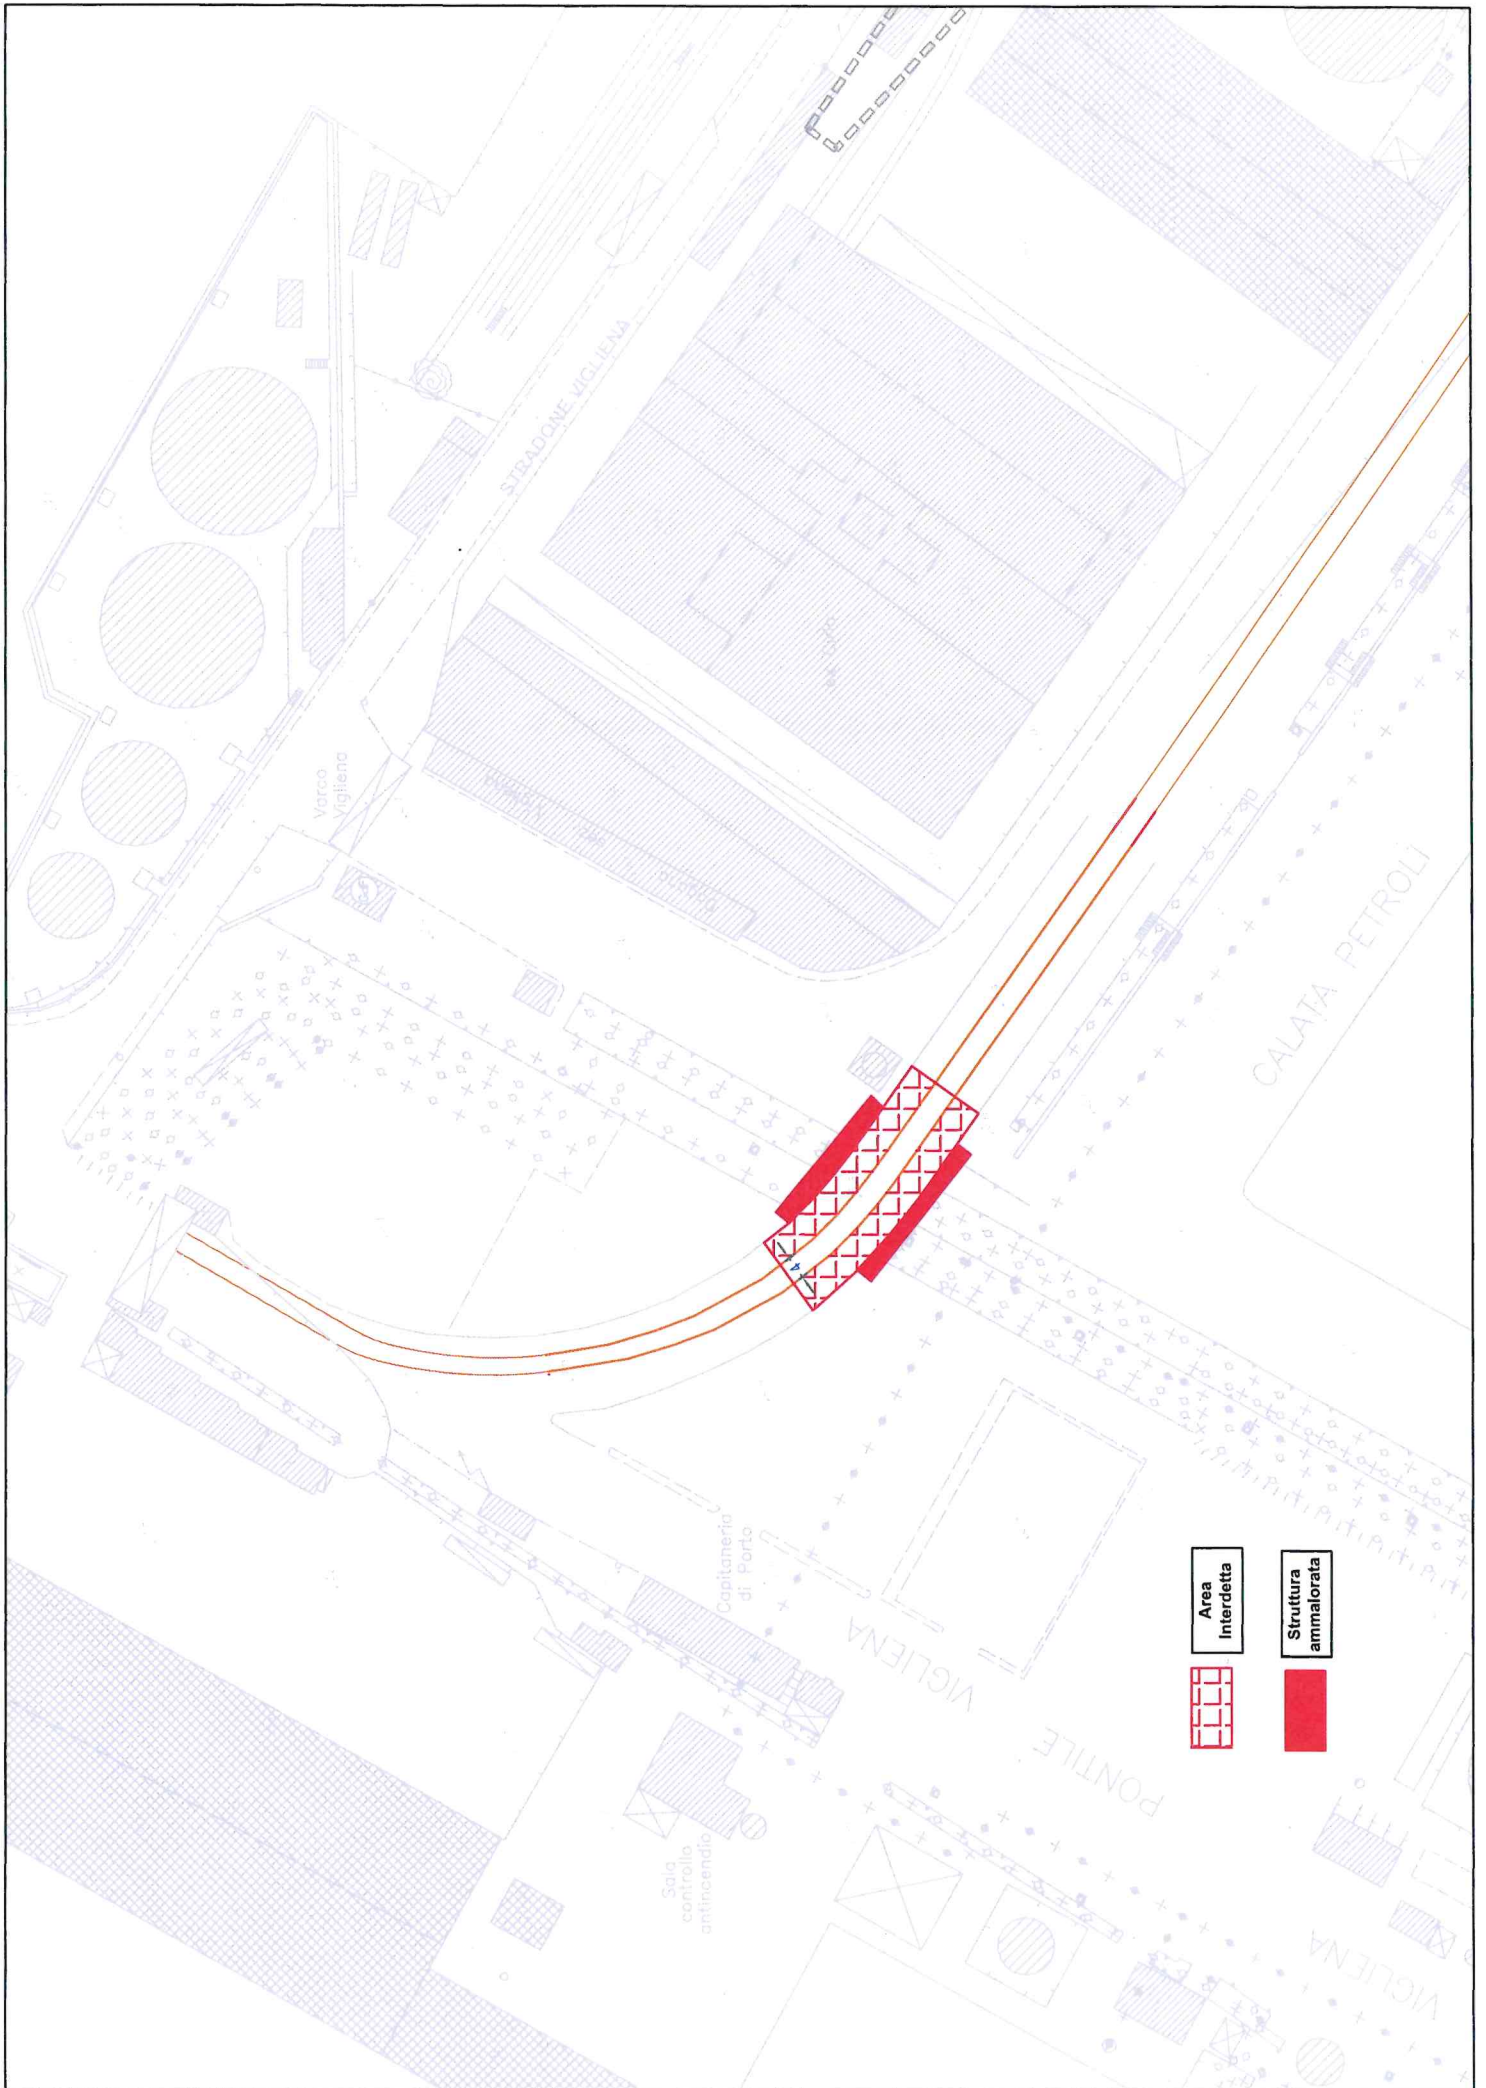 STRADONE VIGLIENA
Varco
Vigliena
CALATA PETROLI
4
Capitaneria
di Porto
VIGLIENA
PONTILE
Sala
controllo
antincendio
VIGLIENA
Area
Interdetta
Struttura
ammalorata